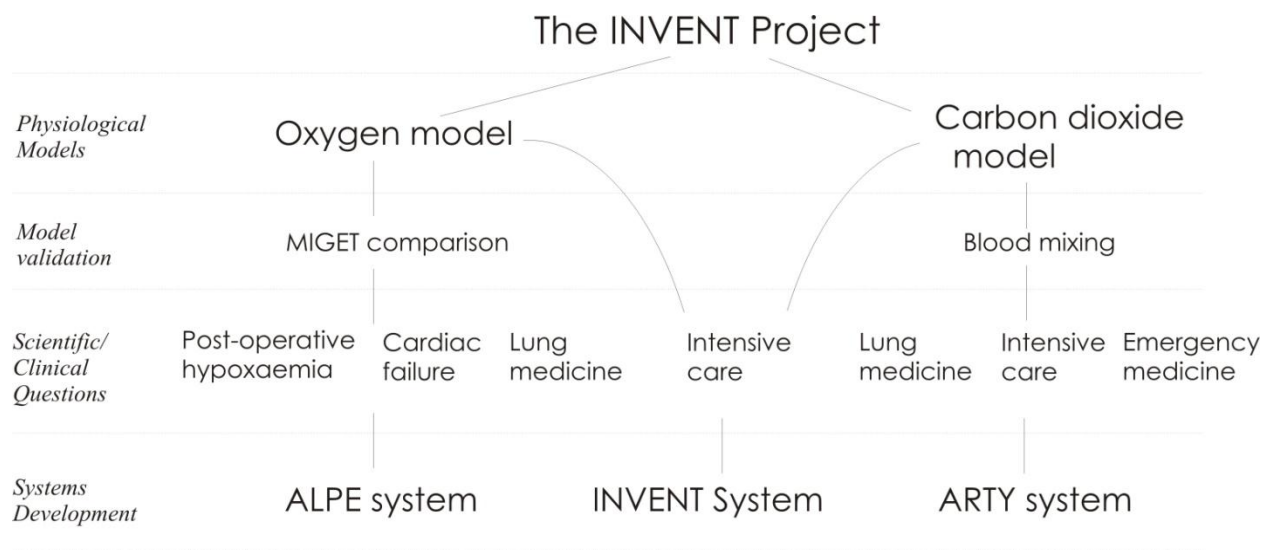 The INVENT Project
Physiological
Models
Oxygen model
Carbon dioxide
model
Model
validation
MIGET comparison
Blood mixing
Scientific/
Clinical
Questions
Post-operative
hypoxaemia
Cardiac
failure
Lung
medicine
Intensive
care
Lung
medicine
Intensive
care
Emergency
medicine
Systems
Development
ALPE system
INVENT System
ARTY system